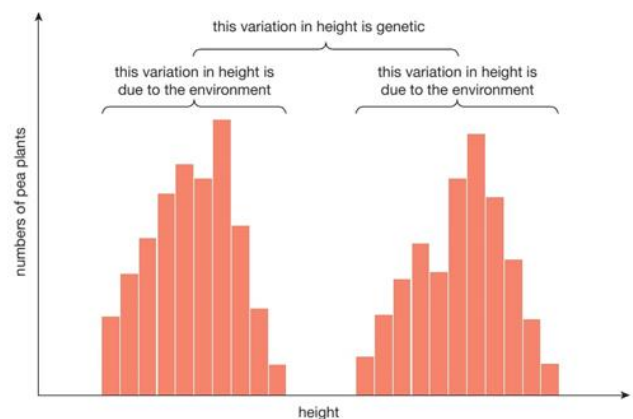 this variation in height is genetic
this variation in height is
due to the environment
this variation in height is
due to the environment
numbers of pea plants
height